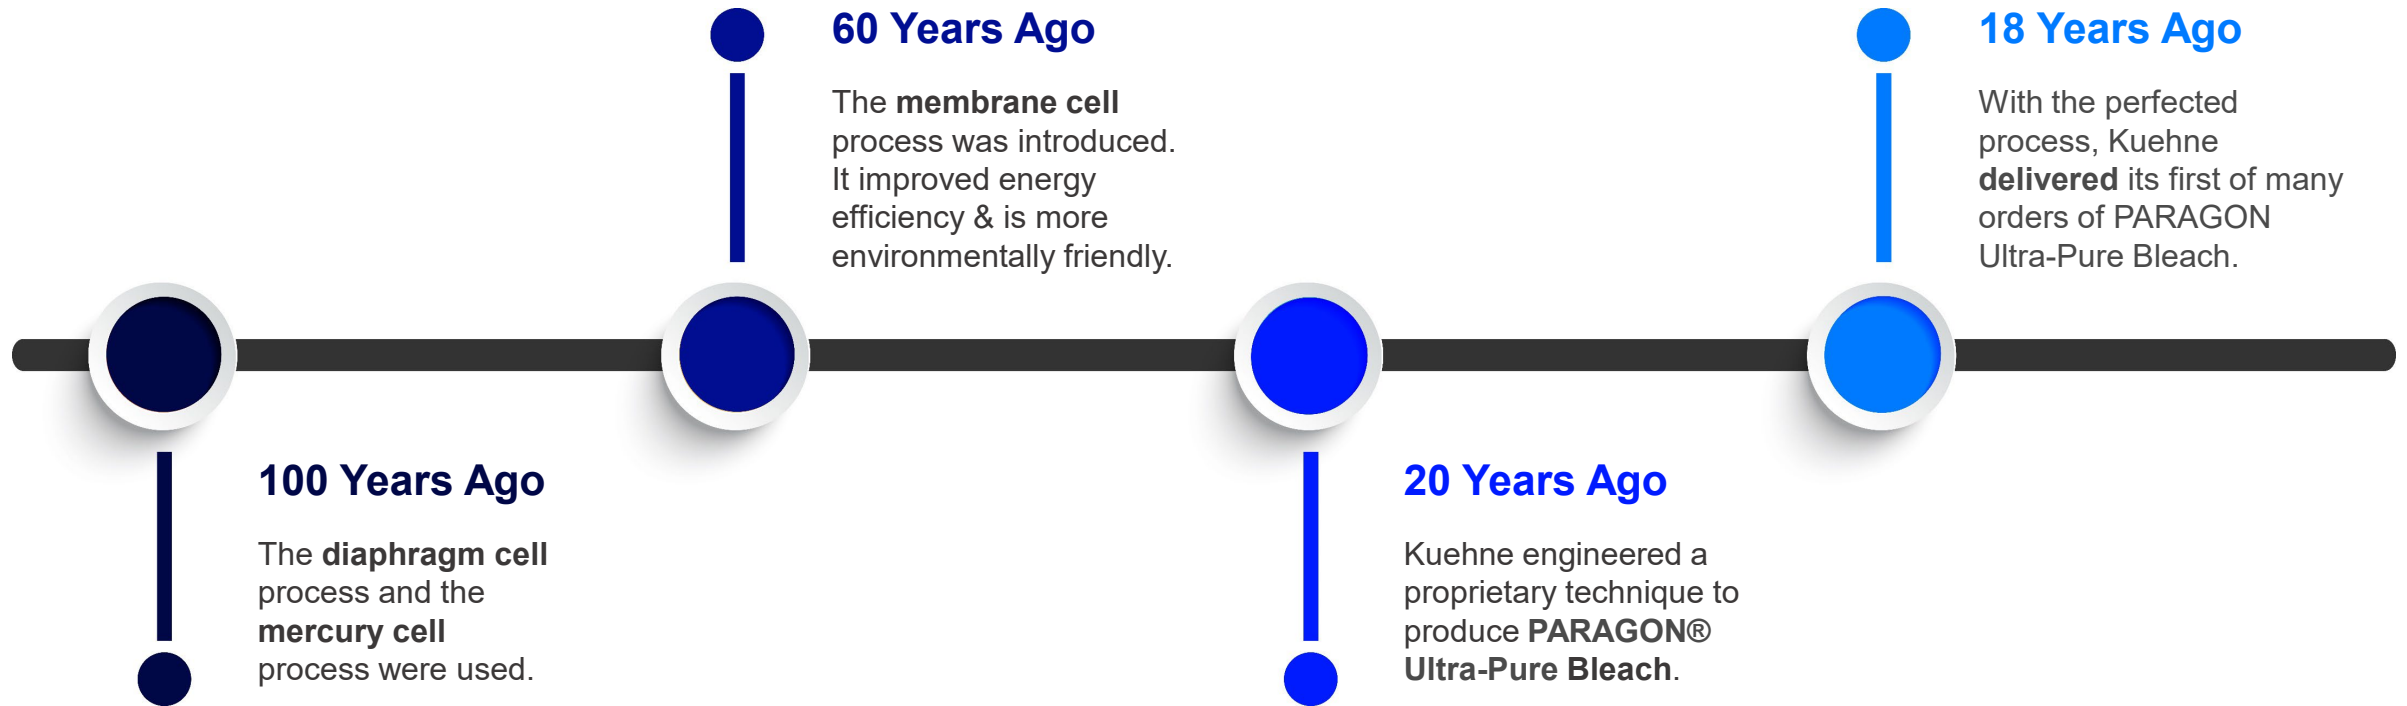 100 Years Ago
The diaphragm cell
process and the
mercury cell
process were used.
60 Years Ago
The membrane cell
process was introduced.
It improved energy
efficiency & is more
environmentally friendly.
20 Years Ago
Kuehne engineered a
proprietary technique to
produce PARAGON®
Ultra-Pure Bleach.
18 Years Ago
With the perfected
process, Kuehne
delivered its first of many
orders of PARAGON
Ultra-Pure Bleach.